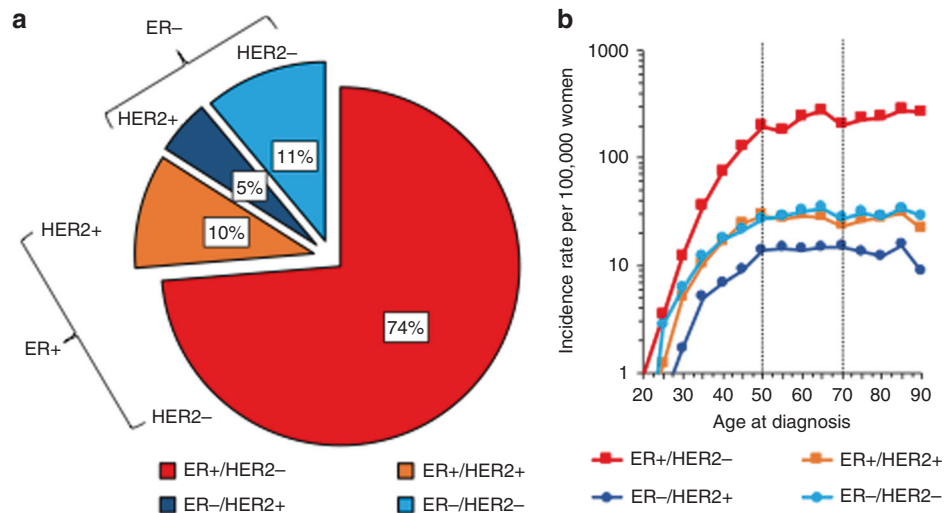 a
ER–
HER2–
HER2+
11%
5%
10%
HER2+
74%
ER+
HER2–
ER+/HER2–
ER+/HER2+
ER–/HER2+
ER–/HER2–
b
Incidence rate per 100,000 women
1000
100
10
1
20 30 40 50 60 70 80 90
Age at diagnosis
ER+/HER2–
ER+/HER2+
ER–/HER2+
ER–/HER2–